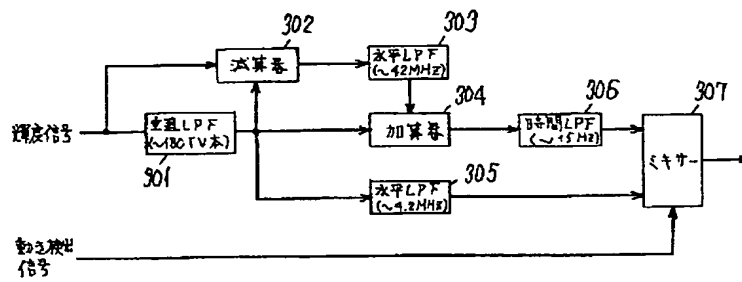 302
303
減算器
水平LPF
(~4.2MHz)
304
306
307
輝度信号
垂直LPF
(~180TV本)
加算器
時間LPF
(~15Hz)
ミキサー
301
305
水平LPF
(~4.2MHz)
動き検出
信号